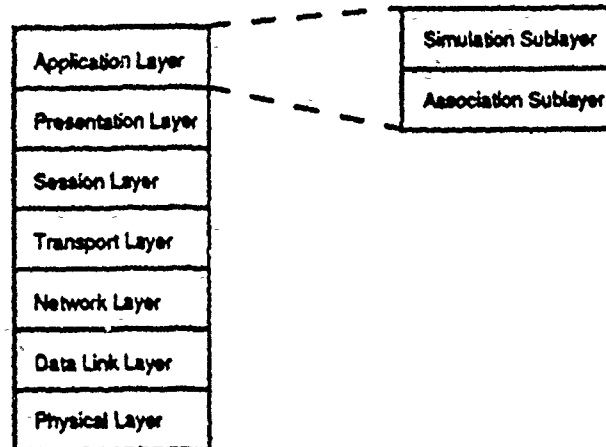 Application Layer
Presentation Layer
Session Layer
Transport Layer
Network Layer
Data Link Layer
Physical Layer
Simulation Sublayer
Association Sublayer